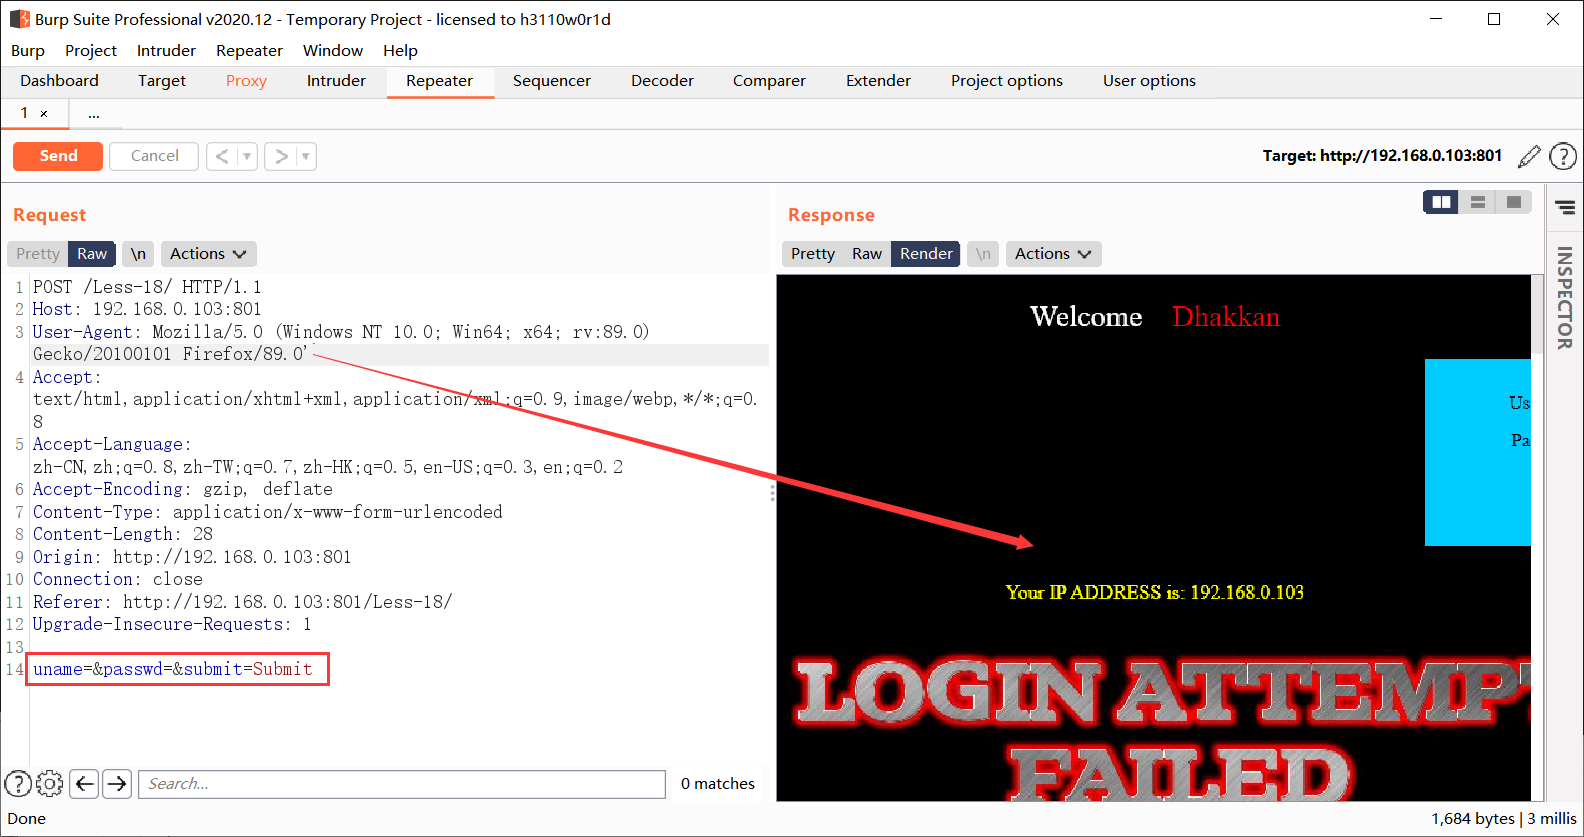 Burp Suite Professional v2020.12 - Temporary Project - licensed to h3110w0r1d
Burp Project Intruder Repeater Window Help
Dashboard Target Proxy Intruder Repeater Sequencer Decoder Comparer Extender Project options User options
1 × ...
Send Cancel < > Target: http://192.168.0.103:801
Request
Pretty Raw \n Actions
1 POST /Less-18/ HTTP/1.1
2 Host: 192.168.0.103:801
3 User-Agent: Mozilla/5.0 (Windows NT 10.0; Win64; x64; rv:89.0)
Gecko/20100101 Firefox/89.0'
4 Accept:
text/html,application/xhtml+xml,application/xml;q=0.9,image/webp,*/*;q=0.
8
5 Accept-Language:
zh-CN,zh;q=0.8,zh-TW;q=0.7,zh-HK;q=0.5,en-US;q=0.3,en;q=0.2
6 Accept-Encoding: gzip, deflate
7 Content-Type: application/x-www-form-urlencoded
8 Content-Length: 28
9 Origin: http://192.168.0.103:801
10 Connection: close
11 Referer: http://192.168.0.103:801/Less-18/
12 Upgrade-Insecure-Requests: 1
13
14 uname=&passwd=&submit=Submit
Search... 0 matches
Response
Pretty Raw Render \n Actions
Welcome Dhakkan
Us
Pa
Your IP ADDRESS is: 192.168.0.103
LOGIN ATTEMPT
FAILED
INSPECTOR
Done 1,684 bytes | 3 millis